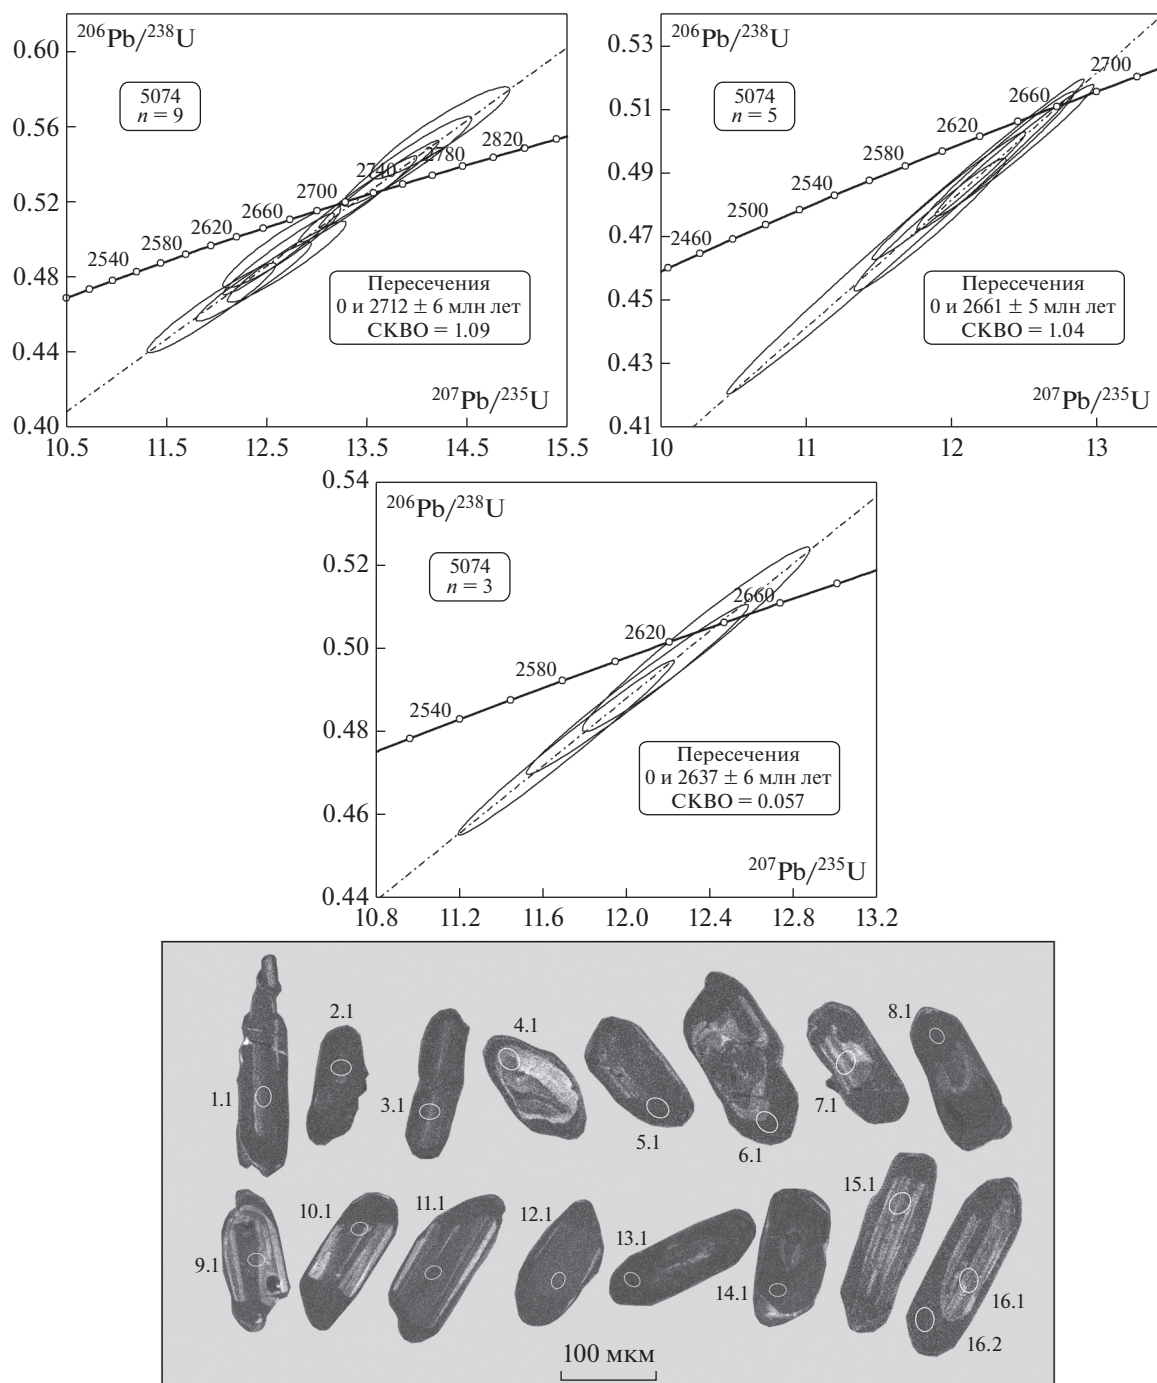 ²⁰⁶Pb/²³⁸U
0.60
0.56
0.52
0.48
0.44
0.40
5074
n = 9
2540
2580
2620
2660
2700
2740
2780
2820
Пересечения
0 и 2712 ± 6 млн лет
СКВО = 1.09
²⁰⁷Pb/²³⁵U
10.5 11.5 12.5 13.5 14.5 15.5
²⁰⁶Pb/²³⁸U
0.53
0.51
0.49
0.47
0.45
0.43
0.41
5074
n = 5
2460
2500
2540
2580
2620
2660
2700
Пересечения
0 и 2661 ± 5 млн лет
СКВО = 1.04
²⁰⁷Pb/²³⁵U
10 11 12 13
²⁰⁶Pb/²³⁸U
0.54
0.52
0.50
0.48
0.46
0.44
5074
n = 3
2540
2580
2620
2660
Пересечения
0 и 2637 ± 6 млн лет
СКВО = 0.057
²⁰⁷Pb/²³⁵U
10.8 11.2 11.6 12.0 12.4 12.8 13.2
1.1
2.1
3.1
4.1
5.1
6.1
7.1
8.1
9.1
10.1
11.1
12.1
13.1
14.1
15.1
16.1
16.2
100 мкм